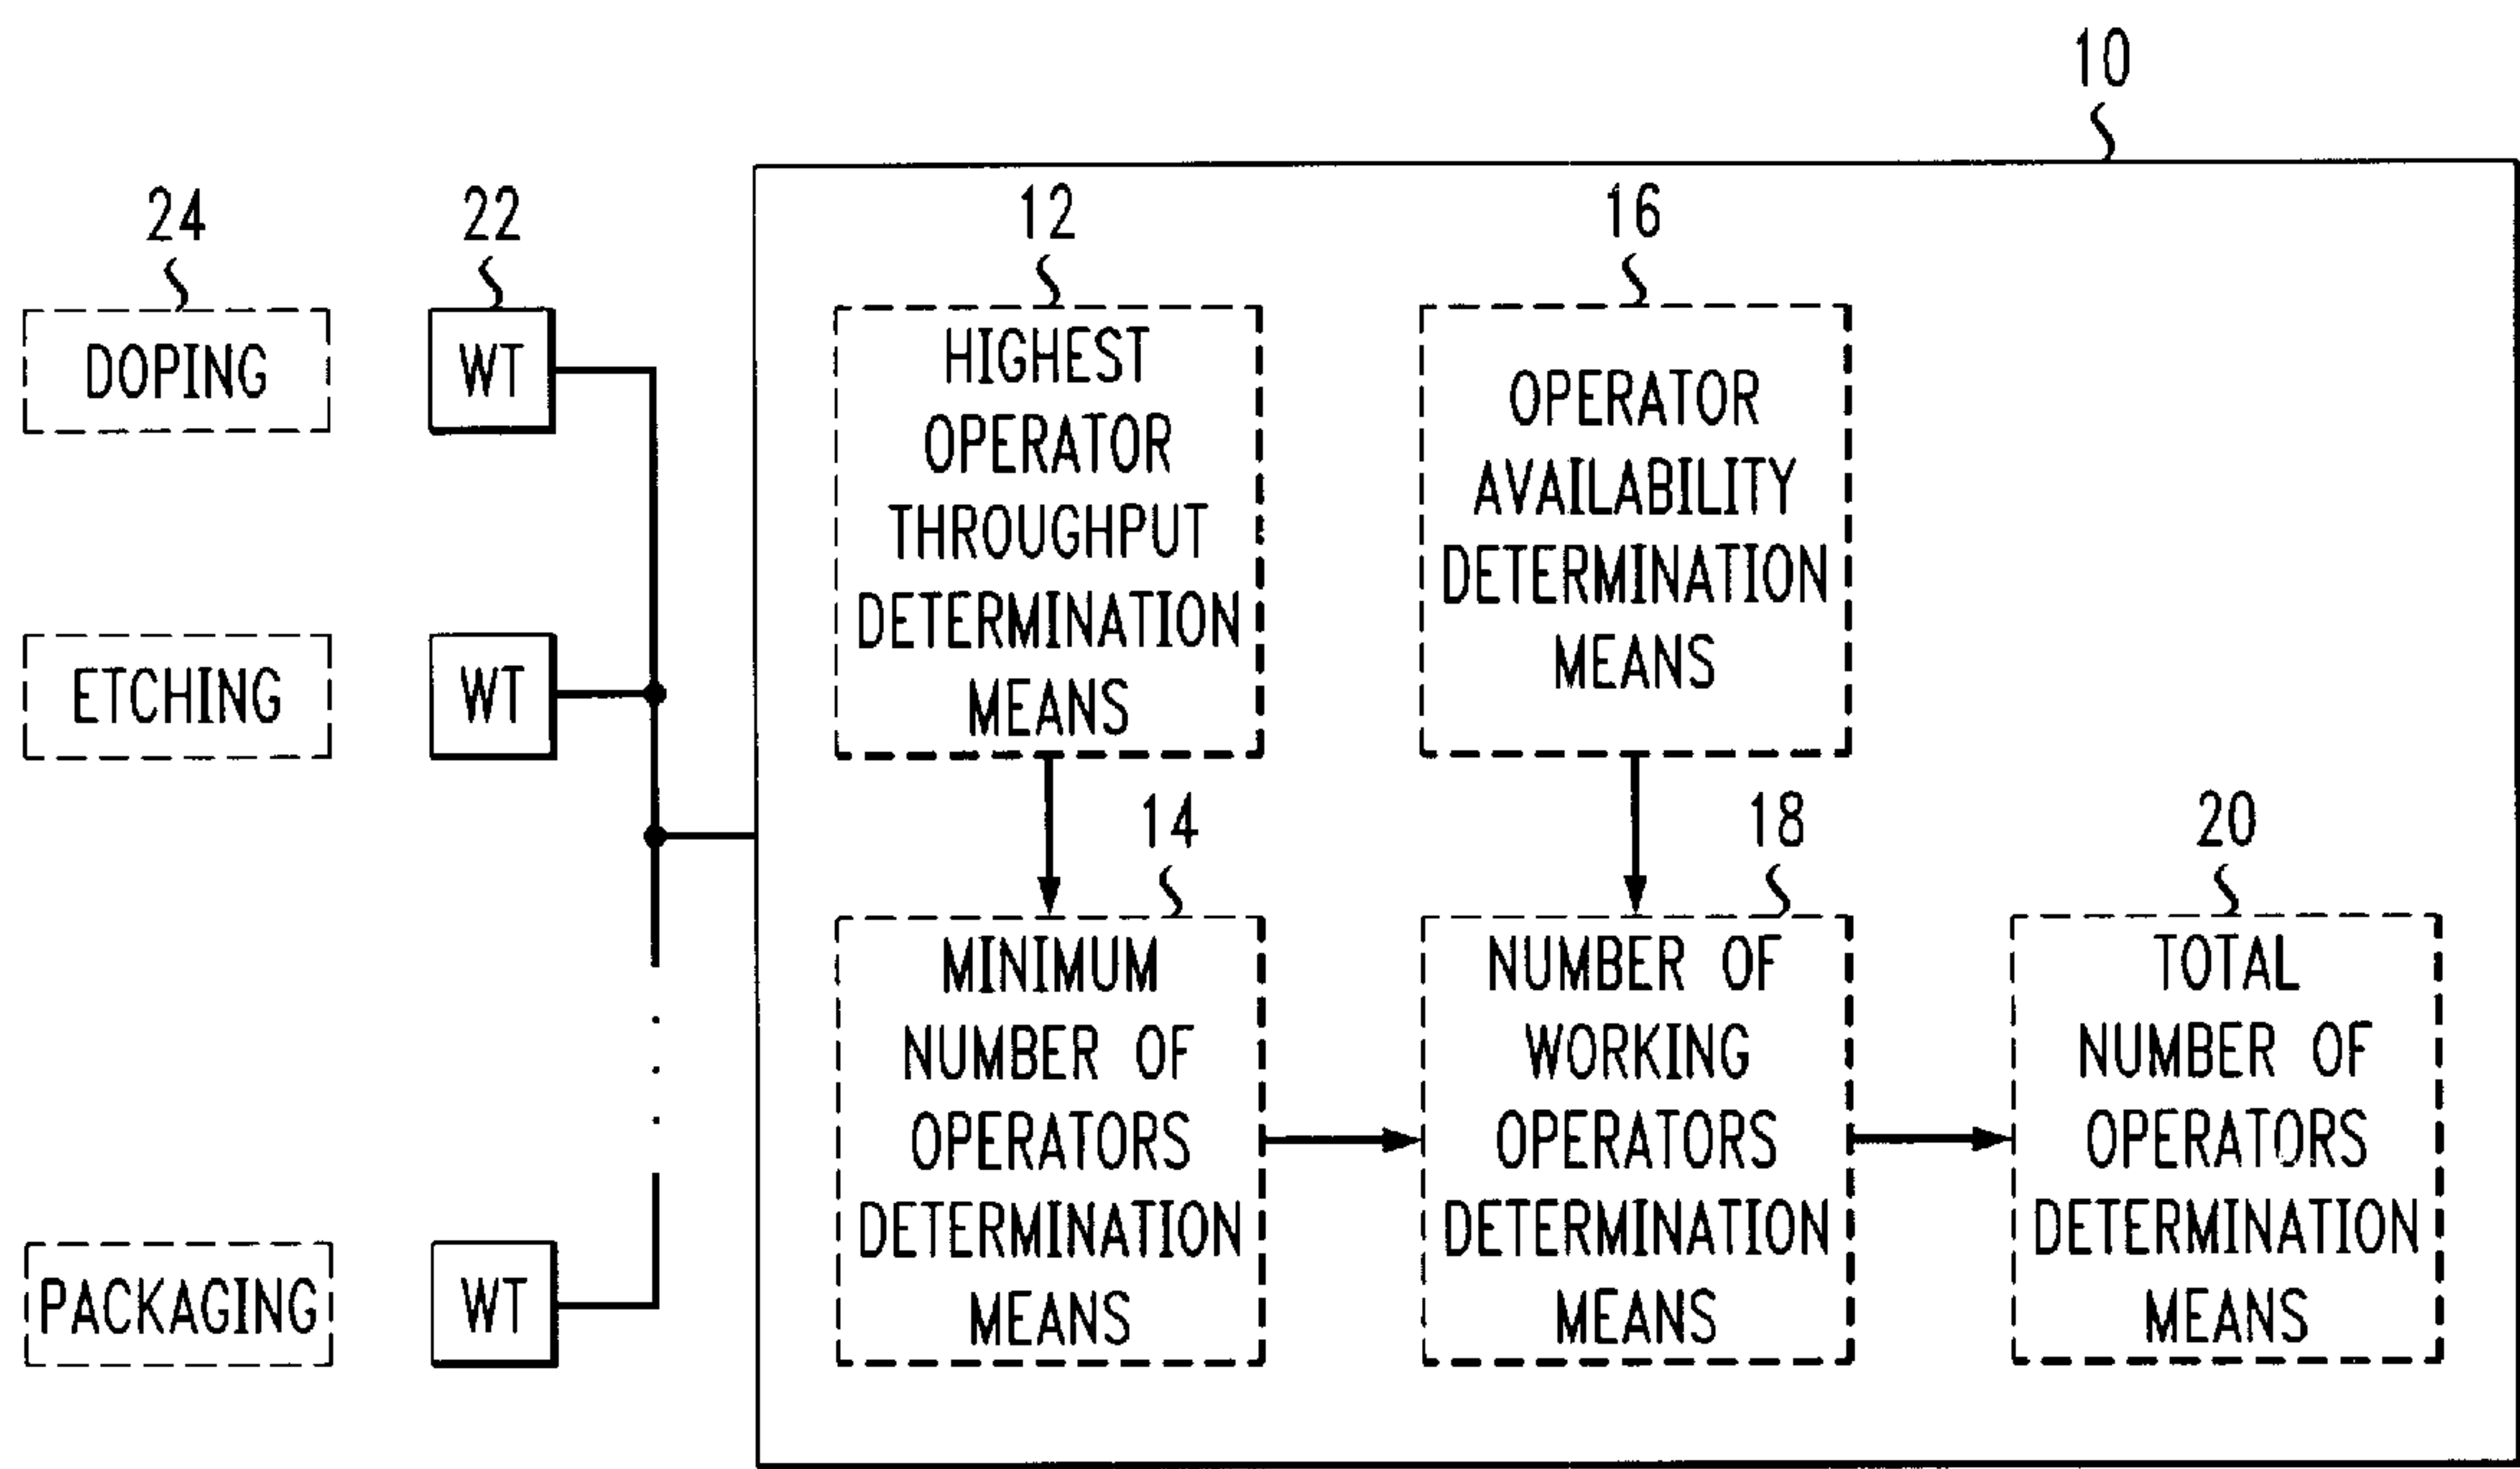 10
24
22
12
16
DOPING
WT
HIGHEST
OPERATOR
THROUGHPUT
DETERMINATION
MEANS
OPERATOR
AVAILABILITY
DETERMINATION
MEANS
ETCHING
WT
14
18
20
MINIMUM
NUMBER OF
OPERATORS
DETERMINATION
MEANS
NUMBER OF
WORKING
OPERATORS
DETERMINATION
MEANS
TOTAL
NUMBER OF
OPERATORS
DETERMINATION
MEANS
PACKAGING
WT